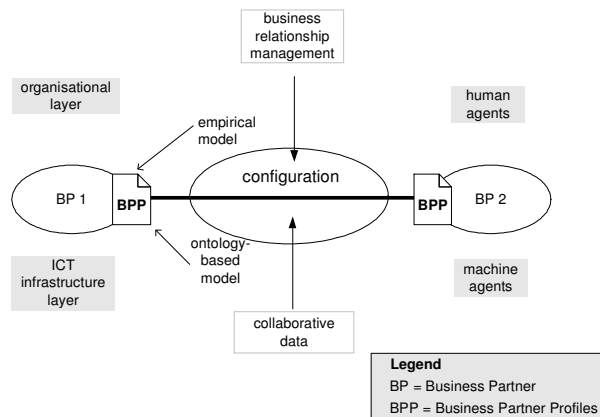 business
relationship
management
organisational
layer
human
agents
empirical
model
configuration
BP 1
BPP
BPP
BP 2
ontology-
based
model
ICT
infrastructure
layer
machine
agents
collaborative
data
Legend
BP = Business Partner
BPP = Business Partner Profiles